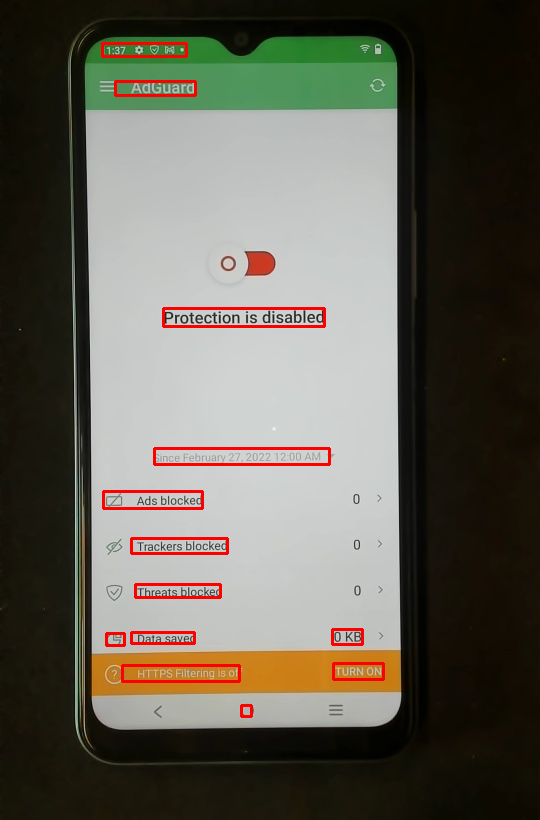 1:37
AdGuard
Protection is disabled
Since February 27, 2022 12:00 AM
Ads blocked 0
Trackers blocked 0
Threats blocked 0
Data saved 0 KB
HTTPS Filtering is of TURN ON